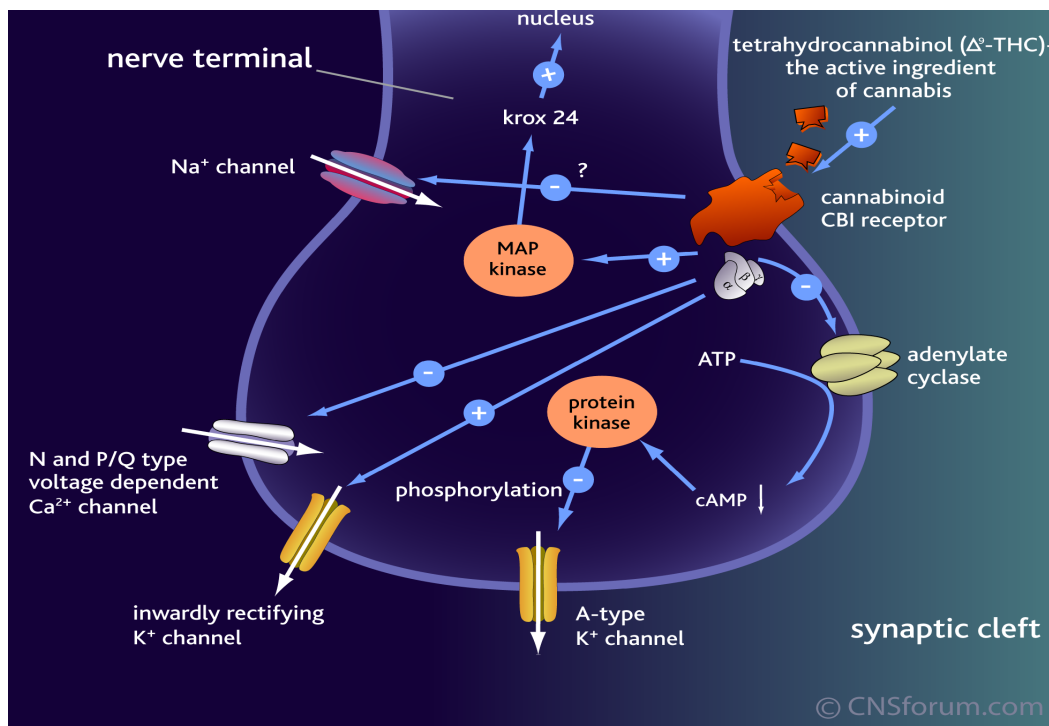 nucleus
nerve terminal
tetrahydrocannabinol (Δ⁹-THC)-
the active ingredient
of cannabis
+
krox 24
+
Na⁺ channel
?
-
cannabinoid
CBI receptor
MAP
kinase
+
α β γ
-
ATP
adenylate
cyclase
-
+
protein
kinase
N and P/Q type
voltage dependent
Ca²⁺ channel
phosphorylation
-
cAMP
inwardly rectifying
K⁺ channel
A-type
K⁺ channel
synaptic cleft
© CNSforum.com